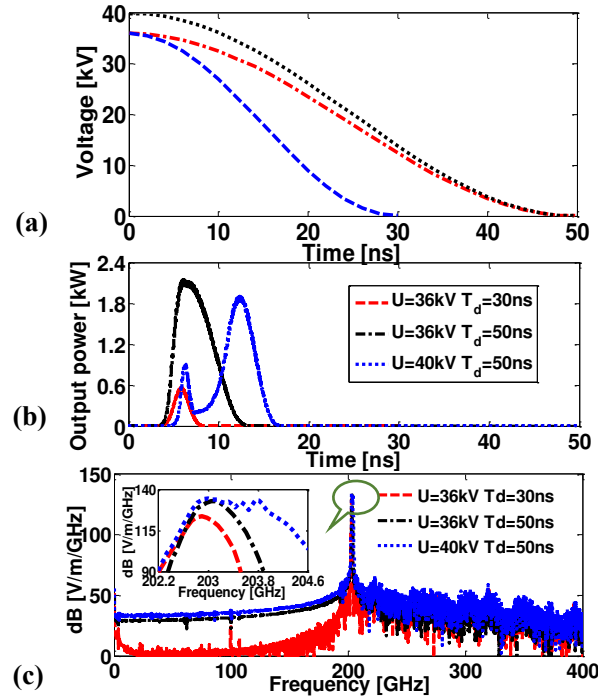 40
30
20
10
0
Voltage [kV]
0 10 20 30 40 50
Time [ns]
(a)
2.4
1.8
1.2
0.6
0
Output power [kW]
U=36kV T_d=30ns
U=36kV T_d=50ns
U=40kV T_d=50ns
0 10 20 30 40 50
Time [ns]
(b)
150
100
50
0
dB [V/m/GHz]
140
115
90
dB [V/m/GHz]
202.2 203 203.8 204.6
Frequency [GHz]
U=36kV Td=30ns
U=36kV Td=50ns
U=40kV Td=50ns
0 100 200 300 400
Frequency [GHz]
(c)